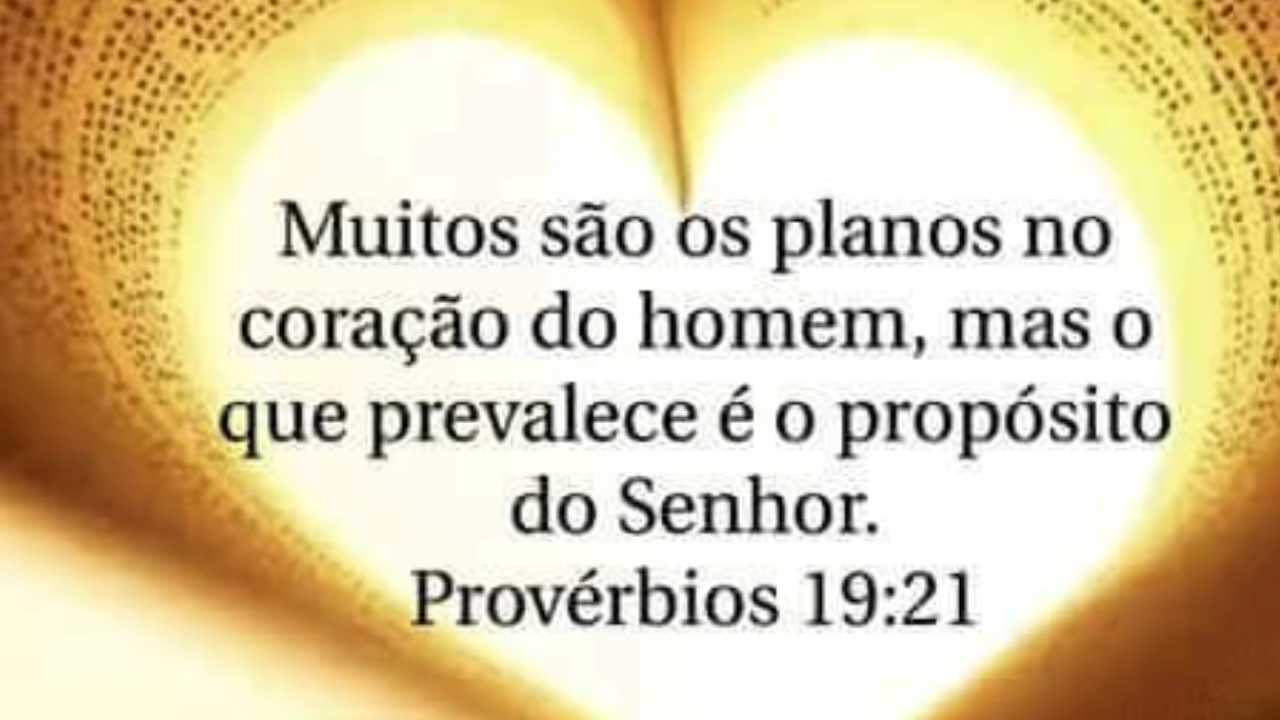 Muitos são os planos no
coração do homem, mas o
que prevalece é o propósito
do Senhor.
Provérbios 19:21